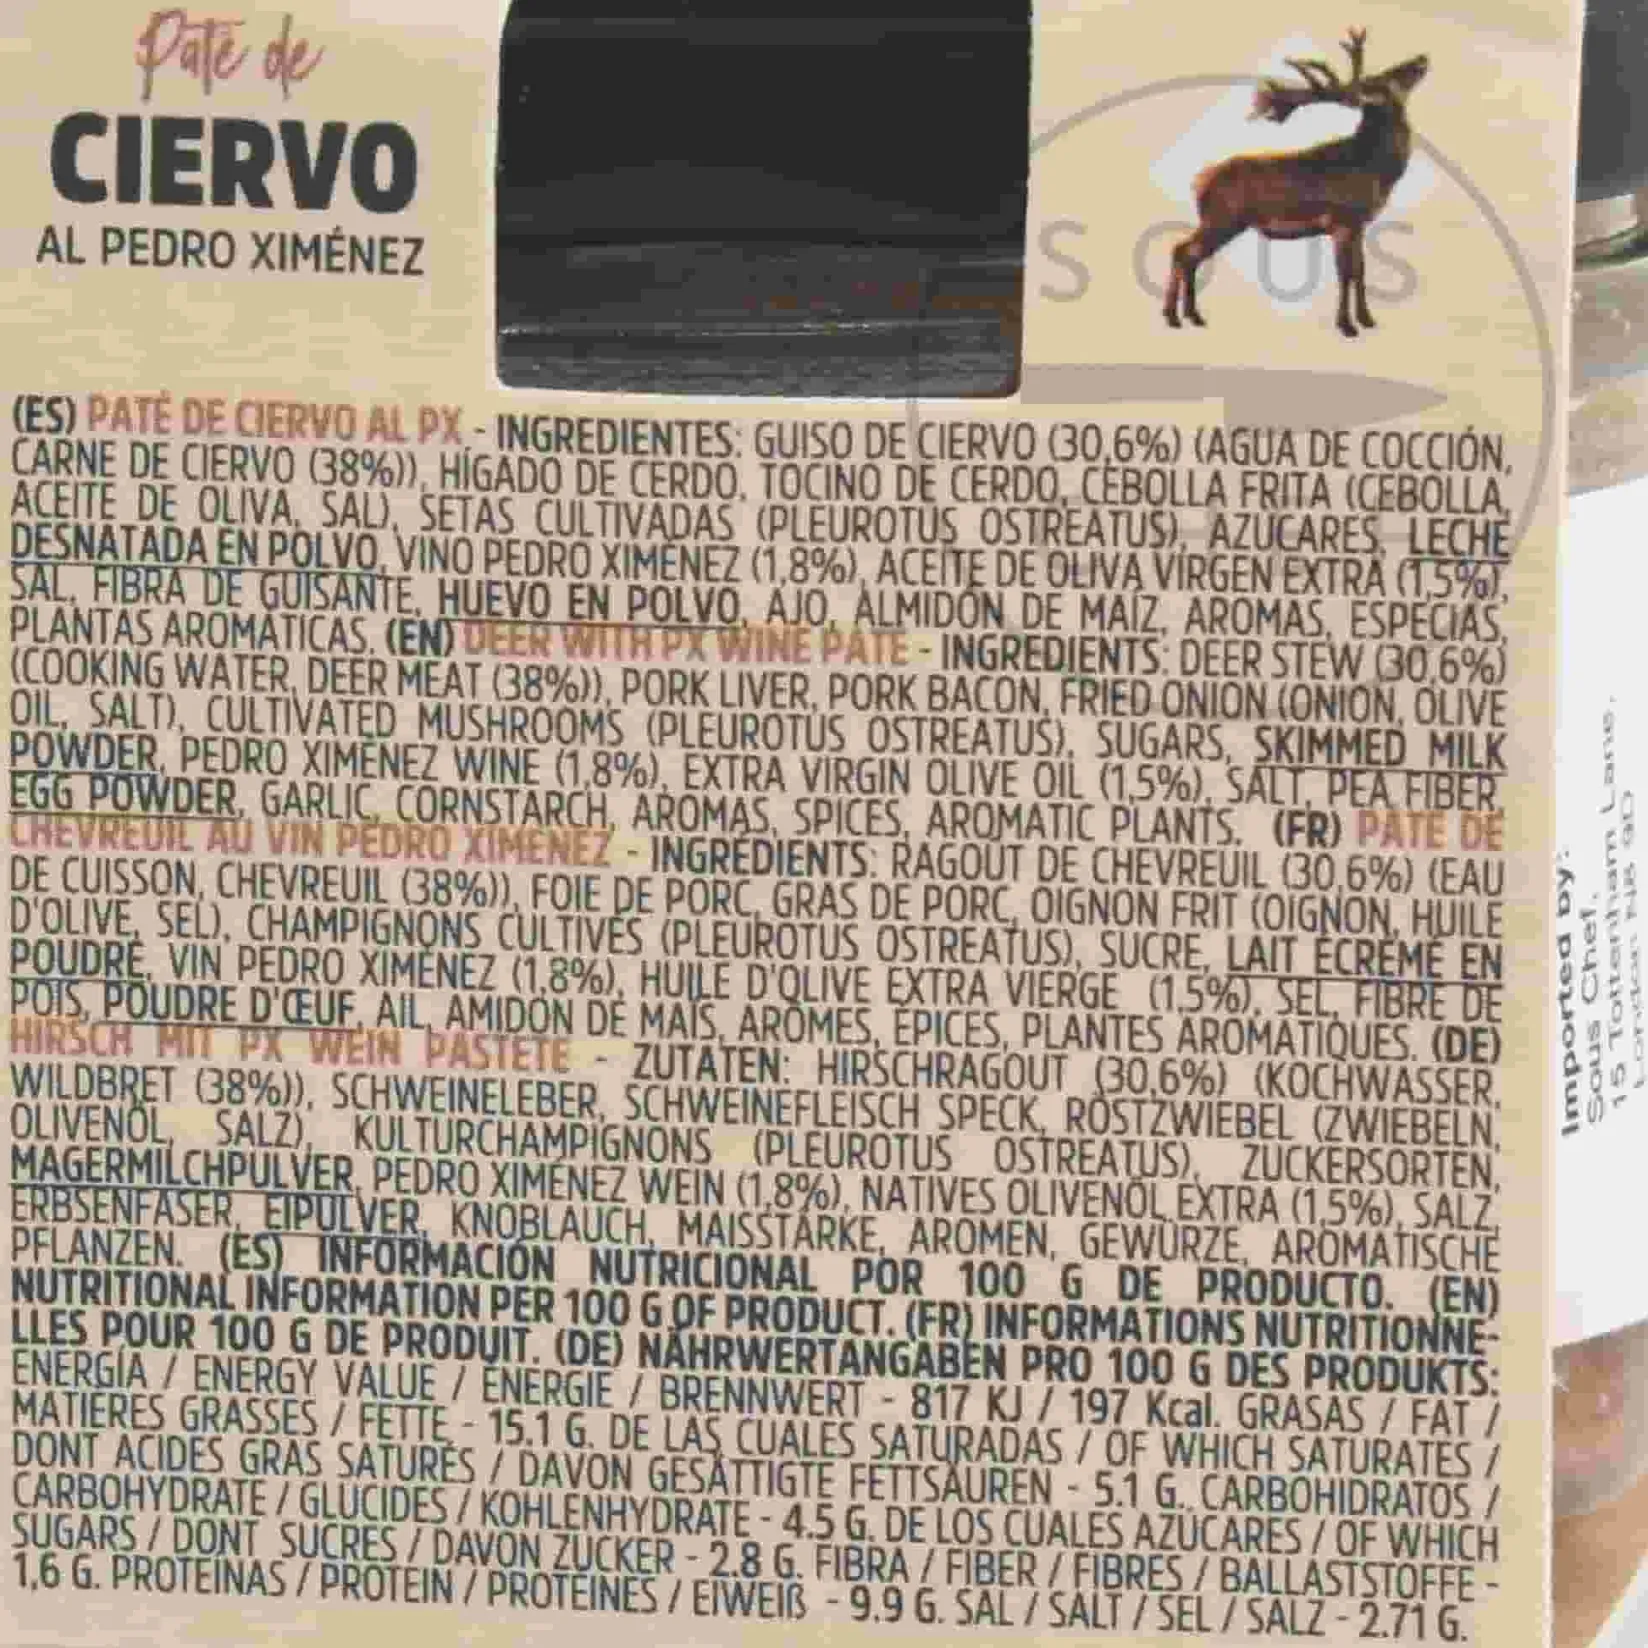 Paté de
CIERVO
AL PEDRO XIMÉNEZ
SOUS
(ES) PATÉ DE CIERVO AL PX - INGREDIENTES: GUISO DE CIERVO (30,6%) (AGUA DE COCCIÓN,
CARNE DE CIERVO (38%)), HÍGADO DE CERDO, TOCINO DE CERDO, CEBOLLA FRITA (CEBOLLA,
ACEITE DE OLIVA, SAL), SETAS CULTIVADAS (PLEUROTUS OSTREATUS), AZÚCARES, LECHE
DESNATADA EN POLVO, VINO PEDRO XIMÉNEZ (1,8%), ACEITE DE OLIVA VIRGEN EXTRA (1,5%),
SAL, FIBRA DE GUISANTE, HUEVO EN POLVO, AJO, ALMIDÓN DE MAÍZ, AROMAS, ESPECIAS,
PLANTAS AROMÁTICAS. (EN) DEER WITH PX WINE PATE - INGREDIENTS: DEER STEW (30,6%)
(COOKING WATER, DEER MEAT (38%)), PORK LIVER, PORK BACON, FRIED ONION (ONION, OLIVE
OIL, SALT), CULTIVATED MUSHROOMS (PLEUROTUS OSTREATUS), SUGARS, SKIMMED MILK
POWDER, PEDRO XIMÉNEZ WINE (1,8%), EXTRA VIRGIN OLIVE OIL (1,5%), SALT, PEA FIBER,
EGG POWDER, GARLIC, CORNSTARCH, AROMAS, SPICES, AROMATIC PLANTS. (FR) PATE DE
CHEVREUIL AU VIN PEDRO XIMENEZ - INGRÉDIENTS: RAGOUT DE CHEVREUIL (30,6%) (EAU
DE CUISSON, CHEVREUIL (38%)), FOIE DE PORC, GRAS DE PORC, OIGNON FRIT (OIGNON, HUILE
D'OLIVE, SEL), CHAMPIGNONS CULTIVÉS (PLEUROTUS OSTREATUS), SUCRE, LAIT ÉCRÉMÉ EN
POUDRE, VIN PEDRO XIMÉNEZ (1,8%), HUILE D'OLIVE EXTRA VIERGE (1,5%), SEL, FIBRE DE
POIS, POUDRE D'ŒUF, AIL, AMIDON DE MAÏS, ARÔMES, ÉPICES, PLANTES AROMATIQUES. (DE)
HIRSCH MIT PX WEIN PASTETE - ZUTATEN: HIRSCHRAGOUT (30,6%) (KOCHWASSER,
WILDBRET (38%)), SCHWEINELEBER, SCHWEINEFLEISCH SPECK, RÖSTZWIEBEL (ZWIEBELN,
OLIVENÖL, SALZ), KULTURCHAMPIGNONS (PLEUROTUS OSTREATUS), ZUCKERSORTEN,
MAGERMILCHPULVER, PEDRO XIMÉNEZ WEIN (1,8%), NATIVES OLIVENÖL EXTRA (1,5%), SALZ,
ERBSENFASER, EIPULVER, KNOBLAUCH, MAISSTÄRKE, AROMEN, GEWÜRZE, AROMATISCHE
PFLANZEN. (ES) INFORMACIÓN NUTRICIONAL POR 100 G DE PRODUCTO. (EN)
NUTRITIONAL INFORMATION PER 100 G OF PRODUCT. (FR) INFORMATIONS NUTRITIONNE-
LLES POUR 100 G DE PRODUIT. (DE) NÄHRWERTANGABEN PRO 100 G DES PRODUKTS:
ENERGÍA / ENERGY VALUE / ENERGIE / BRENNWERT - 817 KJ / 197 Kcal. GRASAS / FAT /
MATIÈRES GRASSES / FETTE - 15.1 G. DE LAS CUALES SATURADAS / OF WHICH SATURATES /
DONT ACIDES GRAS SATURÉS / DAVON GESÄTTIGTE FETTSÄUREN - 5.1 G. CARBOHIDRATOS /
CARBOHYDRATE / GLUCIDES / KOHLENHYDRATE - 4.5 G. DE LOS CUALES AZÚCARES / OF WHICH
SUGARS / DONT SUCRES / DAVON ZUCKER - 2.8 G. FIBRA / FIBER / FIBRES / BALLASTSTOFFE -
1,6 G. PROTEÍNAS / PROTEIN / PROTÉINES / EIWEIß - 9.9 G. SAL / SALT / SEL / SALZ - 2.71 G.
Imported by:
Sous Chef,
15 Tottenham Lane,
London N8 9D